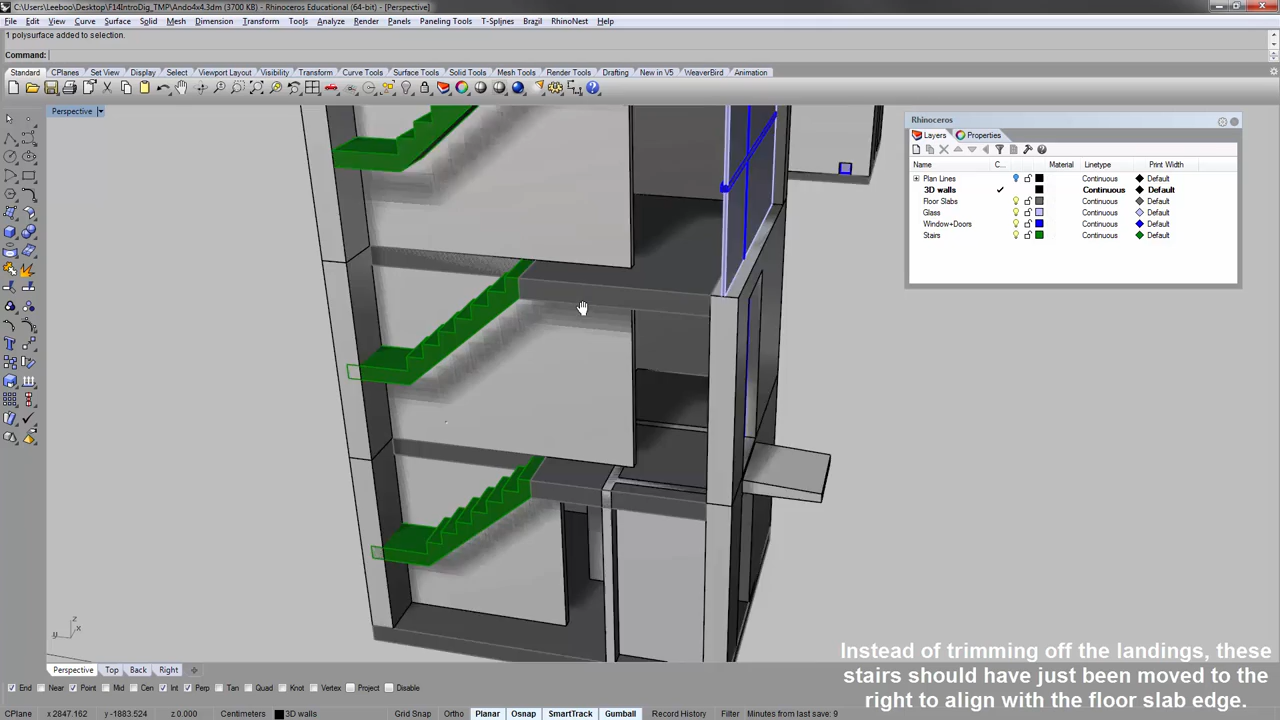 C:\Users\Leeboo\Desktop\F14IntroDig_TMP\Ando4x4.3dm (3700 KB) - Rhinoceros Educational (64-bit) - [Perspective]
File Edit View Curve Surface Solid Mesh Dimension Transform Tools Analyze Render Panels Paneling Tools T-Splines Brazil RhinoNest Help
1 polysurface added to selection.
Command:
Standard CPlanes Set View Display Select Viewport Layout Visibility Transform Curve Tools Surface Tools Solid Tools Mesh Tools Render Tools Drafting New in V5 WeaverBird Animation
Perspective
Rhinoceros
Layers Properties
Name C... Material Linetype Print Width
Plan Lines Continuous Default
3D walls Continuous Default
Floor Slabs Continuous Default
Glass Continuous Default
Window+Doors Continuous Default
Stairs Continuous Default
z
y x
Instead of trimming off the landings, these
stairs should have just been moved to the
right to align with the floor slab edge.
Perspective Top Back Right
End Near Point Mid Cen Int Perp Tan Quad Knot Vertex Project Disable
CPlane x 2847.162 y -1883.524 z 0.000 Centimeters 3D walls Grid Snap Ortho Planar Osnap SmartTrack Gumball Record History Filter Minutes from last save: 9